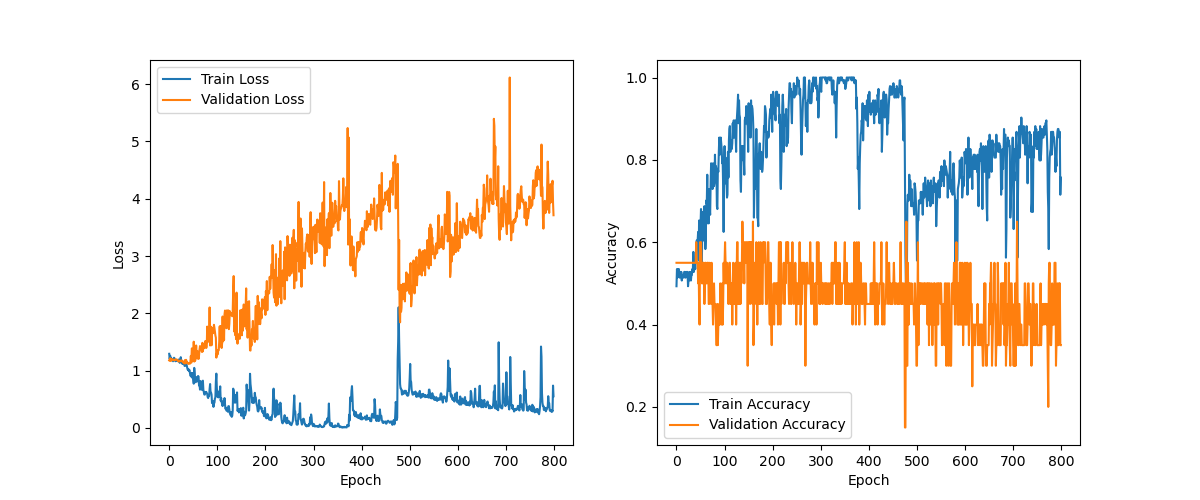 Train Loss
Validation Loss
6
5
4
3
2
1
0
Loss
0 100 200 300 400 500 600 700 800
Epoch
1.0
0.8
0.6
0.4
0.2
Accuracy
Train Accuracy
Validation Accuracy
0 100 200 300 400 500 600 700 800
Epoch